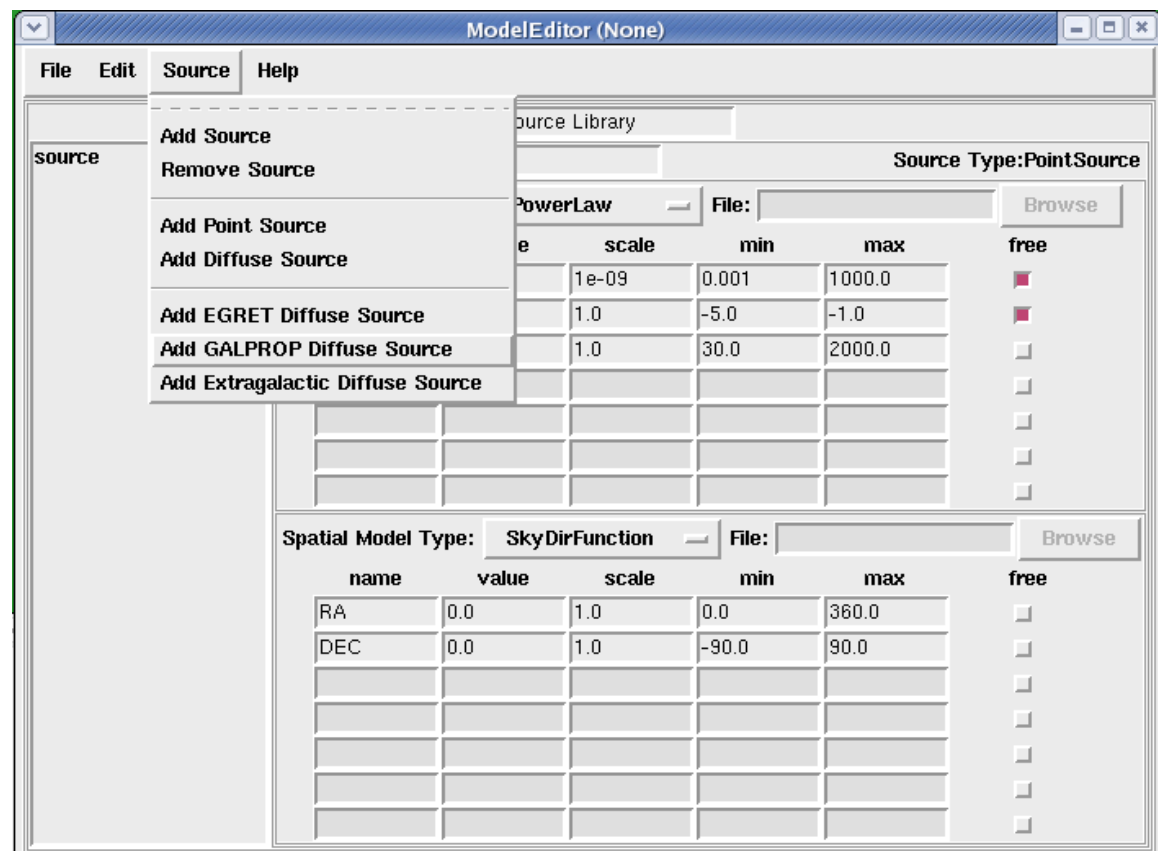 ModelEditor (None)
File Edit Source Help
Add Source
Remove Source
Add Point Source
Add Diffuse Source
Add EGRET Diffuse Source
Add GALPROP Diffuse Source
Add Extragalactic Diffuse Source
Library
source
Source Type:PointSource
PowerLaw File: Browse
scale min max free
1e-09 0.001 1000.0
1.0 -5.0 -1.0
1.0 30.0 2000.0
Spatial Model Type: SkyDirFunction File: Browse
name value scale min max free
RA 0.0 1.0 0.0 360.0
DEC 0.0 1.0 -90.0 90.0